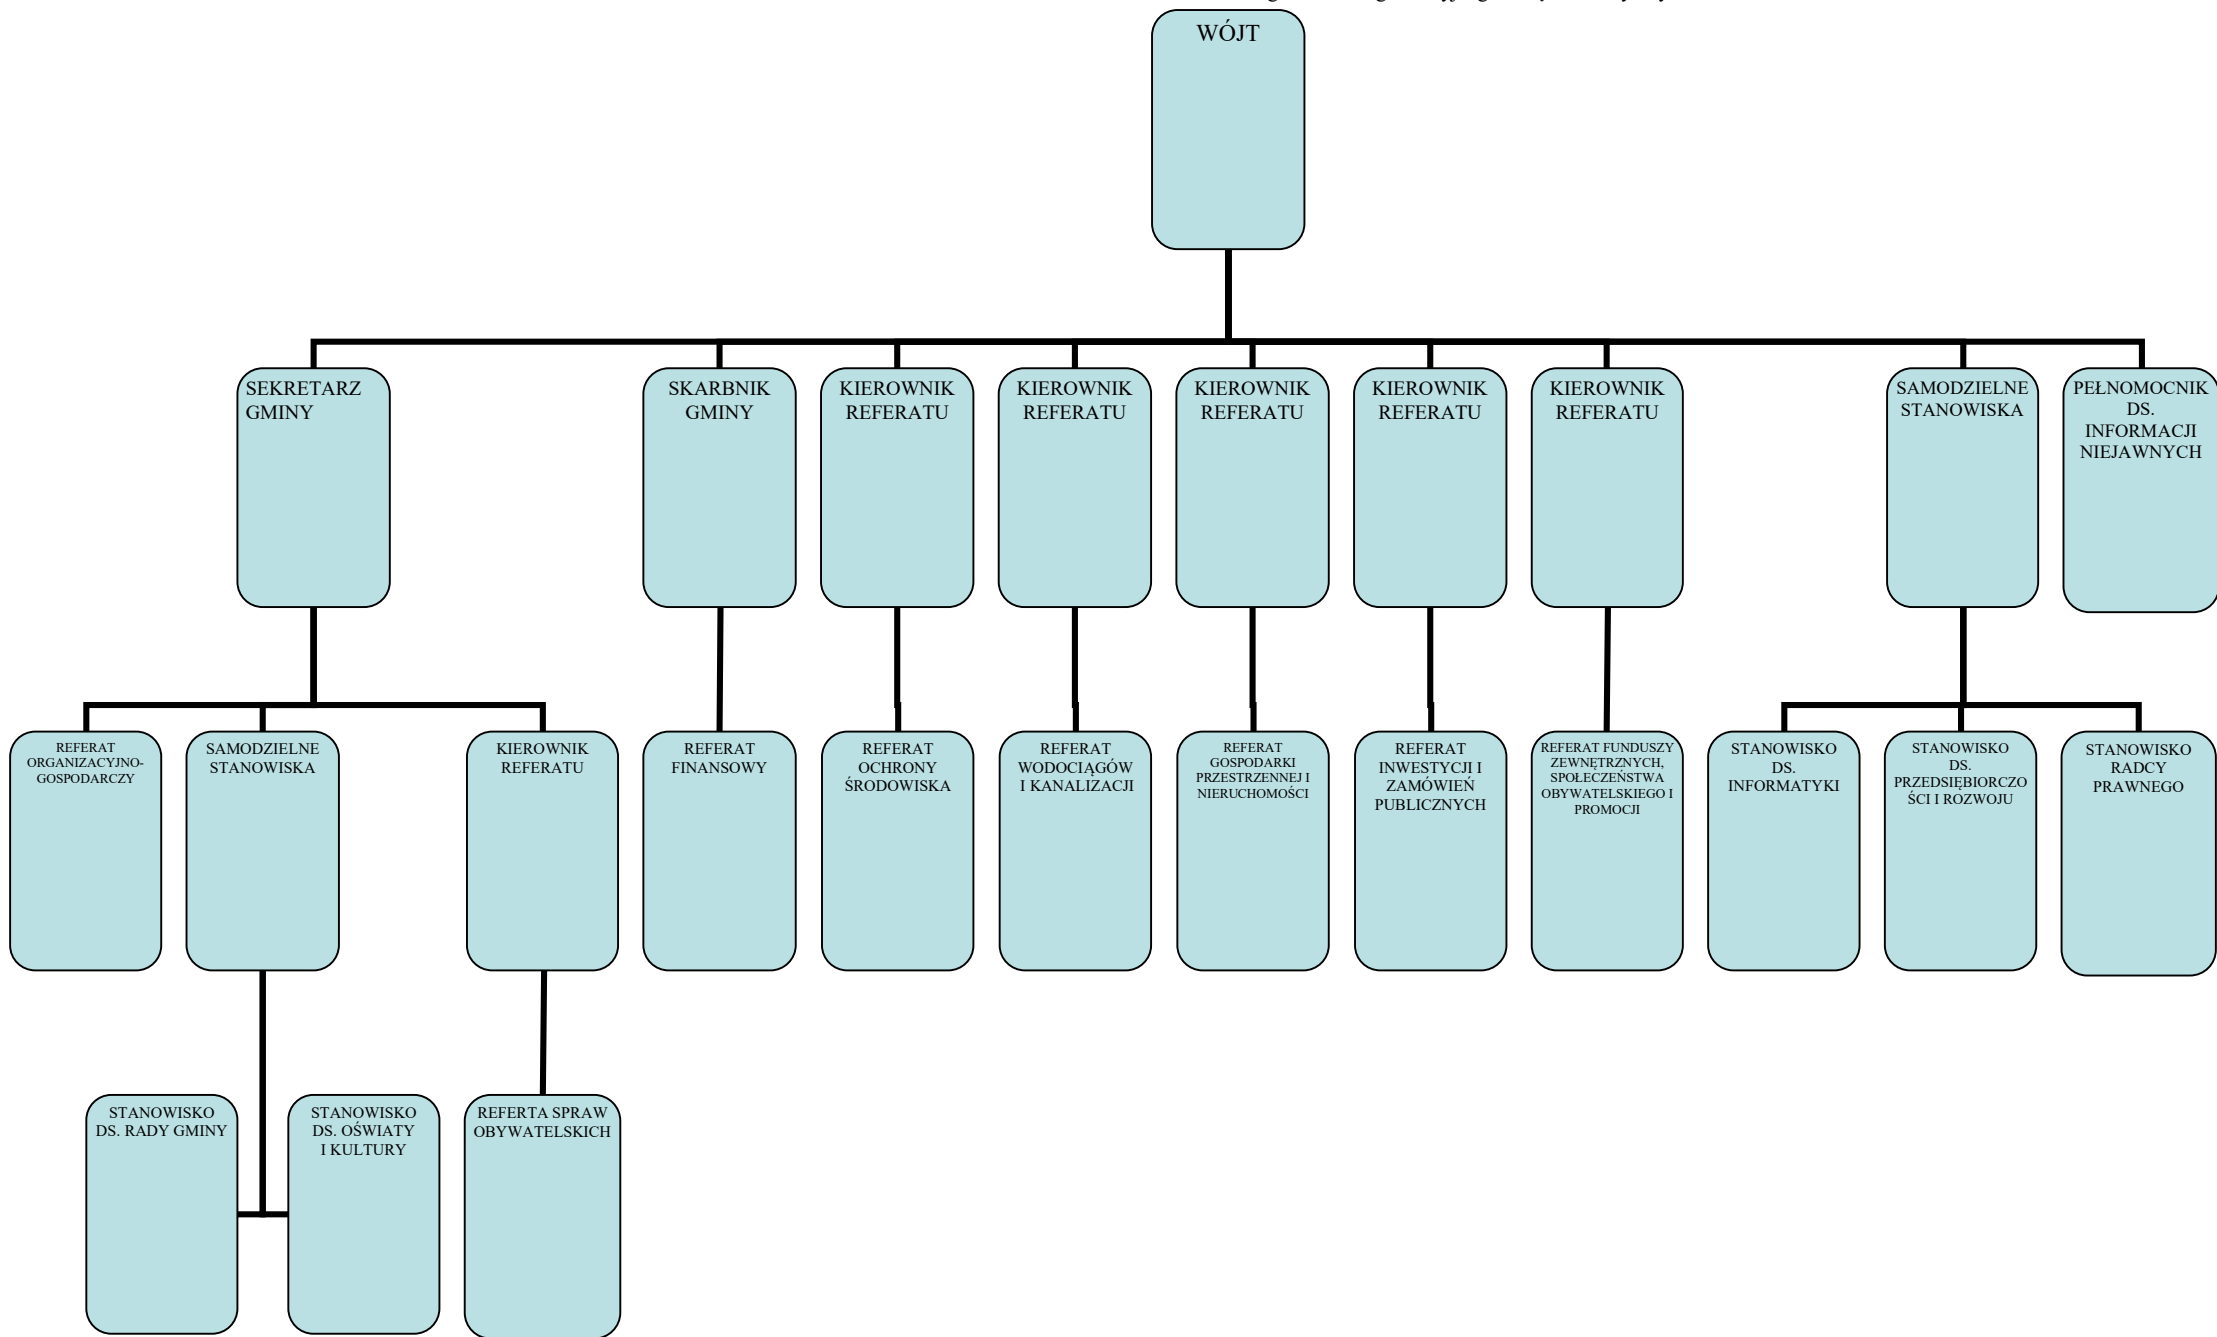 WÓJT
SEKRETARZ
GMINY
SKARBNIK
GMINY
KIEROWNIK
REFERATU
KIEROWNIK
REFERATU
KIEROWNIK
REFERATU
KIEROWNIK
REFERATU
KIEROWNIK
REFERATU
SAMODZIELNE
STANOWISKA
PEŁNOMOCNIK
DS.
INFORMACJI
NIEJAWNYCH
REFERAT
ORGANIZACYJNO-
GOSPODARCZY
SAMODZIELNE
STANOWISKA
KIEROWNIK
REFERATU
REFERAT
FINANSOWY
REFERAT
OCHRONY
ŚRODOWISKA
REFERAT
WODOCIĄGÓW
I KANALIZACJI
REFERAT
GOSPODARKI
PRZESTRZENNEJ I
NIERUCHOMOŚCI
REFERAT
INWESTYCJI I
ZAMÓWIEŃ
PUBLICZNYCH
REFERAT FUNDUSZY
ZEWNĘTRZNYCH,
SPOŁECZEŃSTWA
OBYWATELSKIEGO I
PROMOCJI
STANOWISKO
DS.
INFORMATYKI
STANOWISKO
DS.
PRZEDSIĘBIORCZO
ŚCI I ROZWOJU
STANOWISKO
RADCY
PRAWNEGO
STANOWISKO
DS. RADY GMINY
STANOWISKO
DS. OŚWIATY
I KULTURY
REFERTA SPRAW
OBYWATELSKICH